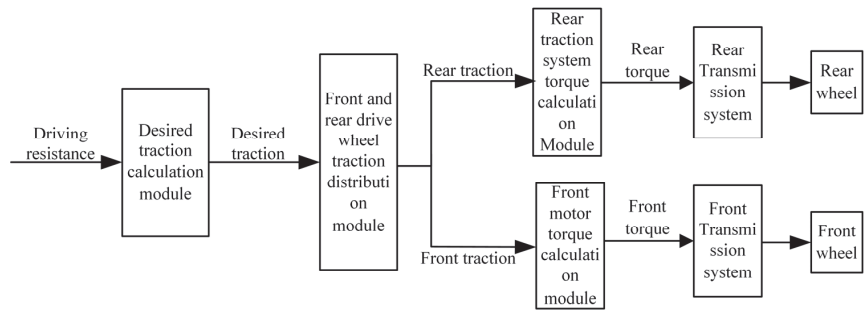 Driving
resistance
Desired
traction
calculation
module
Desired
traction
Front and
rear drive
wheel
traction
distributi
on
module
Rear traction
Rear
traction
system
torque
calculati
on
Module
Rear
torque
Rear
Transmi
ssion
system
Rear
wheel
Front traction
Front
motor
torque
calculati
on
module
Front
torque
Front
Transmi
ssion
system
Front
wheel